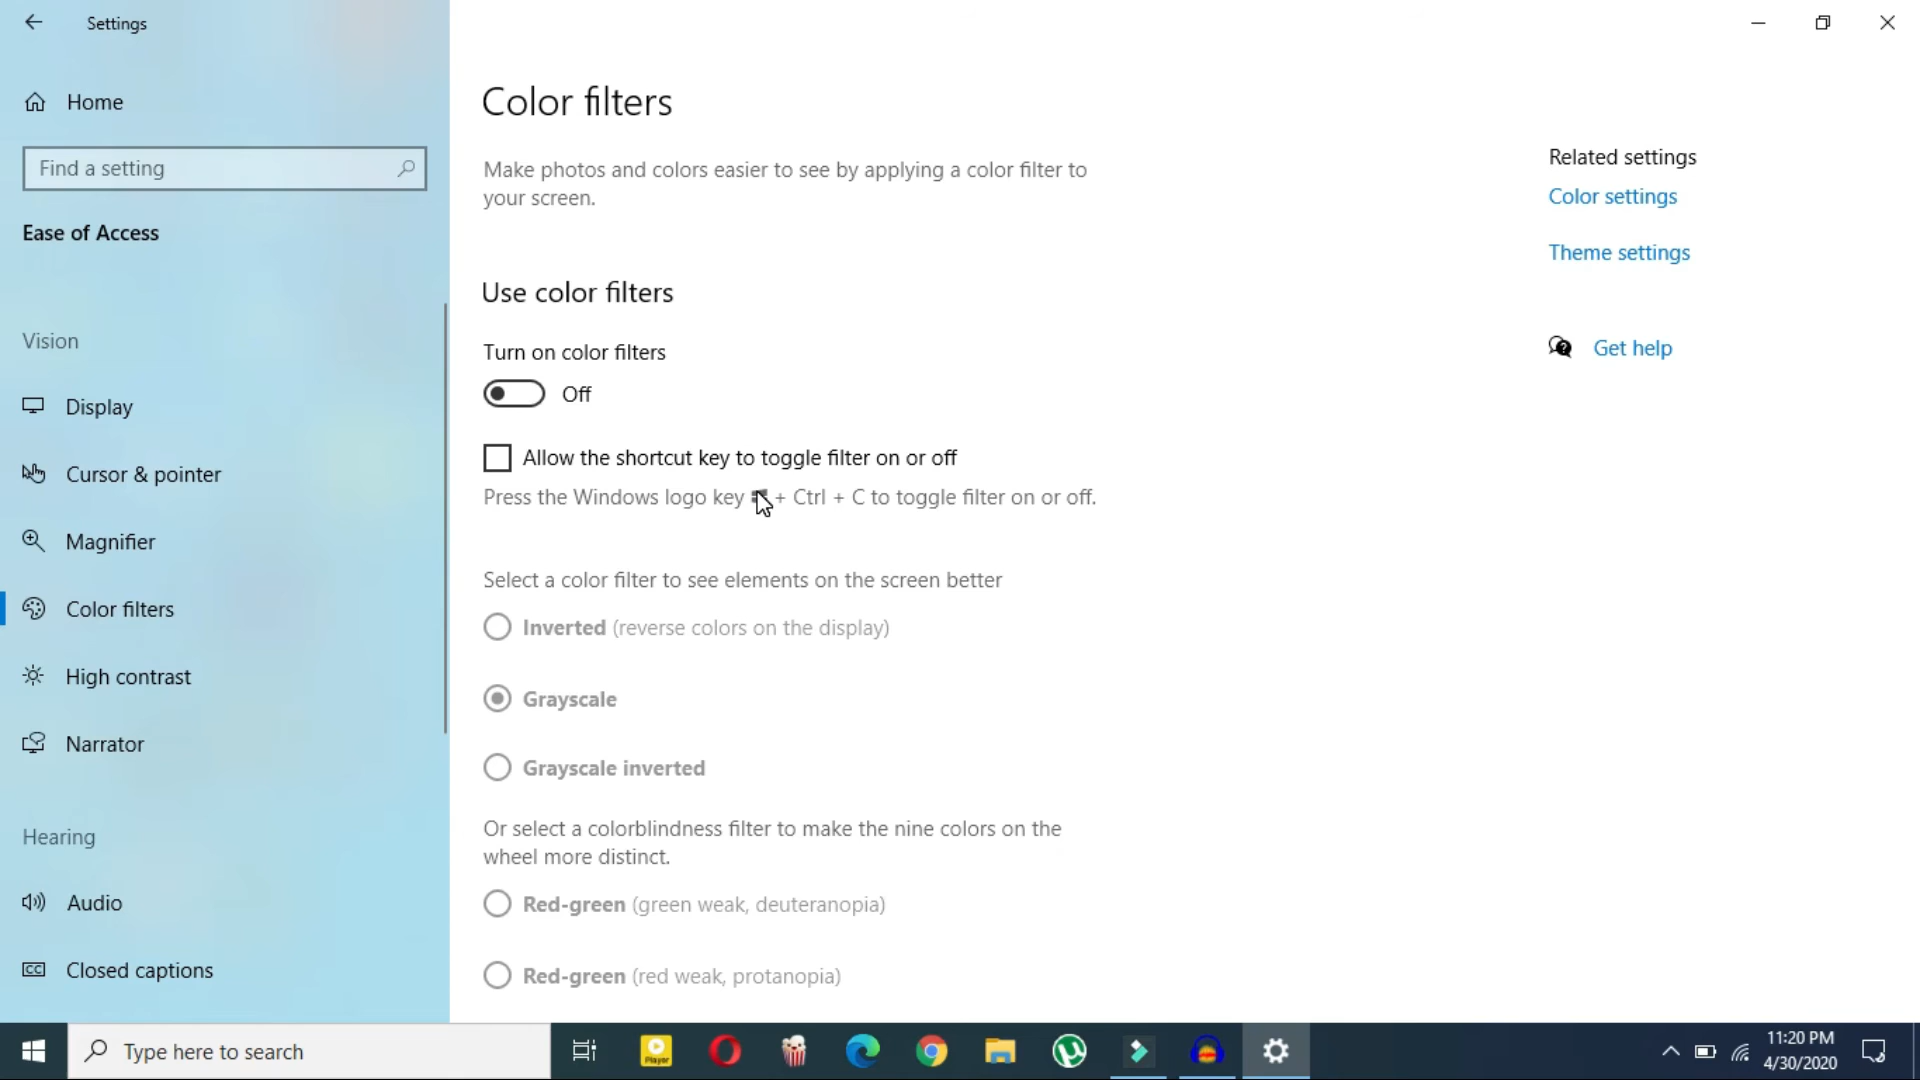 Settings
Home
Find a setting
Ease of Access
Vision
Display
Cursor & pointer
Magnifier
Color filters
High contrast
Narrator
Hearing
Audio
Closed captions
Color filters
Make photos and colors easier to see by applying a color filter to
your screen.
Use color filters
Turn on color filters
Off
Allow the shortcut key to toggle filter on or off
Press the Windows logo key + Ctrl + C to toggle filter on or off.
Select a color filter to see elements on the screen better
Inverted (reverse colors on the display)
Grayscale
Grayscale inverted
Or select a colorblindness filter to make the nine colors on the
wheel more distinct.
Red-green (green weak, deuteranopia)
Red-green (red weak, protanopia)
Related settings
Color settings
Theme settings
Get help
Type here to search
Player
11:20 PM
4/30/2020